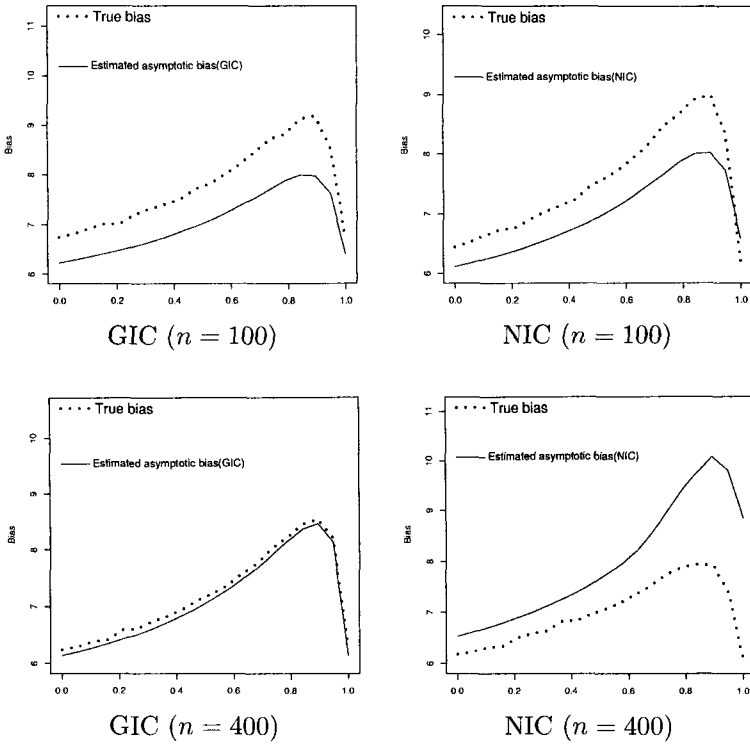 True bias
Estimated asymptotic bias(GIC)
Bias
11
10
9
8
7
6
0.0 0.2 0.4 0.6 0.8 1.0
GIC (n = 100)
True bias
Estimated asymptotic bias(NIC)
Bias
10
9
8
7
6
0.0 0.2 0.4 0.6 0.8 1.0
NIC (n = 100)
True bias
Estimated asymptotic bias(GIC)
Bias
10
9
8
7
6
0.0 0.2 0.4 0.6 0.8 1.0
GIC (n = 400)
True bias
Estimated asymptotic bias(NIC)
Bias
11
10
9
8
7
6
0.0 0.2 0.4 0.6 0.8 1.0
NIC (n = 400)